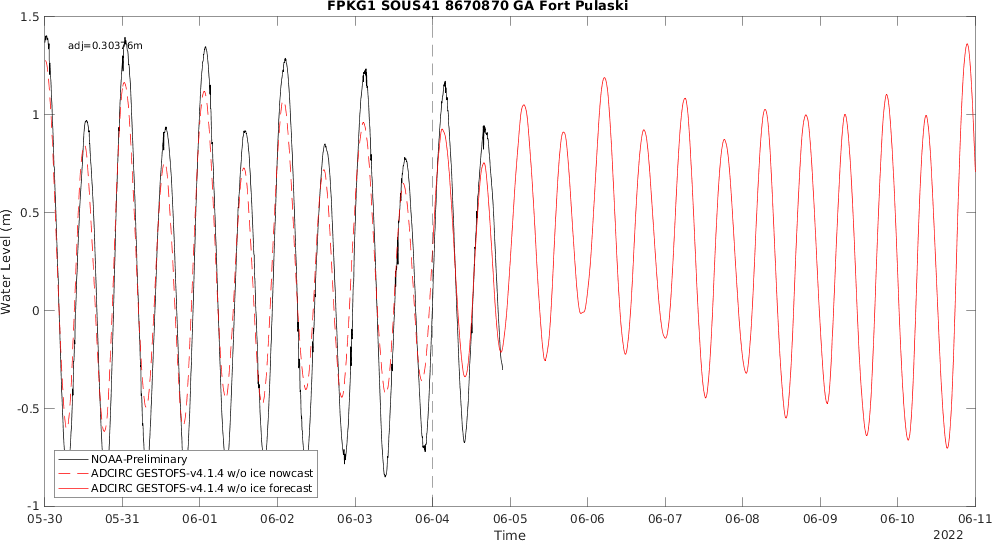 FPKG1 SOUS41 8670870 GA Fort Pulaski
adj=0.30376m
Water Level (m)
1.5
1
0.5
0
-0.5
-1
NOAA-Preliminary
ADCIRC GESTOFS-v4.1.4 w/o ice nowcast
ADCIRC GESTOFS-v4.1.4 w/o ice forecast
05-30 05-31 06-01 06-02 06-03 06-04 06-05 06-06 06-07 06-08 06-09 06-10 06-11
Time
2022